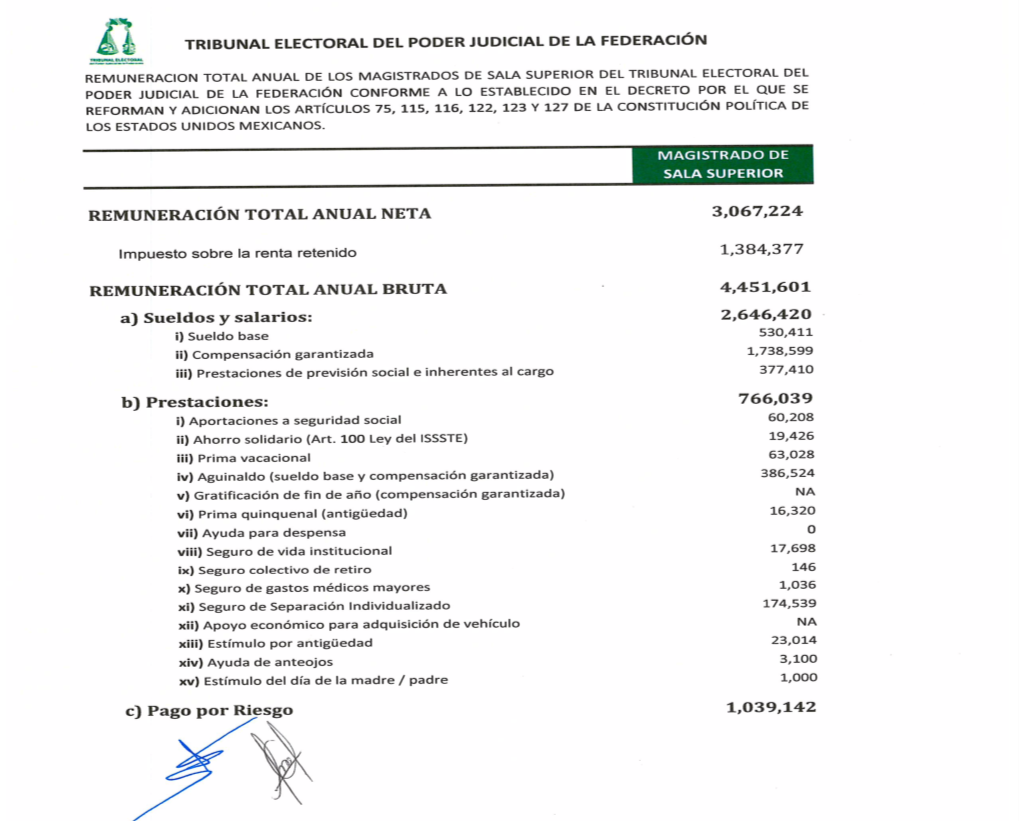 TRIBUNAL ELECTORAL
TRIBUNAL ELECTORAL DEL PODER JUDICIAL DE LA FEDERACIÓN
REMUNERACION TOTAL ANUAL DE LOS MAGISTRADOS DE SALA SUPERIOR DEL TRIBUNAL ELECTORAL DEL
PODER JUDICIAL DE LA FEDERACIÓN CONFORME A LO ESTABLECIDO EN EL DECRETO POR EL QUE SE
REFORMAN Y ADICIONAN LOS ARTÍCULOS 75, 115, 116, 122, 123 Y 127 DE LA CONSTITUCIÓN POLÍTICA DE
LOS ESTADOS UNIDOS MEXICANOS.
MAGISTRADO DE
SALA SUPERIOR
REMUNERACIÓN TOTAL ANUAL NETA 3,067,224
Impuesto sobre la renta retenido 1,384,377
REMUNERACIÓN TOTAL ANUAL BRUTA 4,451,601
a) Sueldos y salarios: 2,646,420
i) Sueldo base 530,411
ii) Compensación garantizada 1,738,599
iii) Prestaciones de previsión social e inherentes al cargo 377,410
b) Prestaciones: 766,039
i) Aportaciones a seguridad social 60,208
ii) Ahorro solidario (Art. 100 Ley del ISSSTE) 19,426
iii) Prima vacacional 63,028
iv) Aguinaldo (sueldo base y compensación garantizada) 386,524
v) Gratificación de fin de año (compensación garantizada) NA
vi) Prima quinquenal (antigüedad) 16,320
vii) Ayuda para despensa 0
viii) Seguro de vida institucional 17,698
ix) Seguro colectivo de retiro 146
x) Seguro de gastos médicos mayores 1,036
xi) Seguro de Separación Individualizado 174,539
xii) Apoyo económico para adquisición de vehículo NA
xiii) Estímulo por antigüedad 23,014
xiv) Ayuda de anteojos 3,100
xv) Estímulo del día de la madre / padre 1,000
c) Pago por Riesgo 1,039,142